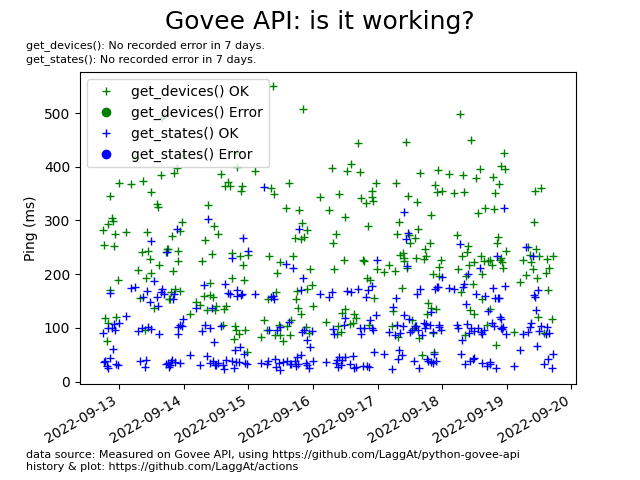 Govee API: is it working?
get_devices(): No recorded error in 7 days.
get_states(): No recorded error in 7 days.
get_devices() OK
get_devices() Error
get_states() OK
get_states() Error
Ping (ms)
500
400
300
200
100
0
2022-09-13
2022-09-14
2022-09-15
2022-09-16
2022-09-17
2022-09-18
2022-09-19
2022-09-20
data source: Measured on Govee API, using https://github.com/LaggAt/python-govee-api
history & plot: https://github.com/LaggAt/actions